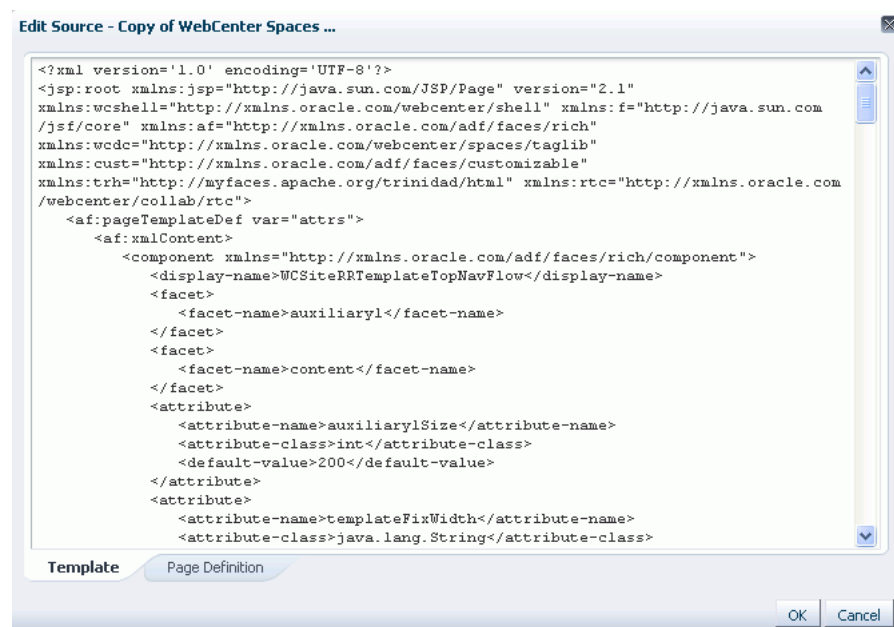 Edit Source - Copy of WebCenter Spaces ...
<?xml version='1.0' encoding='UTF-8'?>
<jsp:root xmlns:jsp="http://java.sun.com/JSP/Page" version="2.1"
xmlns:wcshell="http://xmlns.oracle.com/webcenter/shell" xmlns:f="http://java.sun.com
/jsf/core" xmlns:af="http://xmlns.oracle.com/adf/faces/rich"
xmlns:wcdc="http://xmlns.oracle.com/webcenter/spaces/taglib"
xmlns:cust="http://xmlns.oracle.com/adf/faces/customizable"
xmlns:trh="http://myfaces.apache.org/trinidad/html" xmlns:rtc="http://xmlns.oracle.com
/webcenter/collab/rtc">
<af:pageTemplateDef var="attrs">
<af:xmlContent>
<component xmlns="http://xmlns.oracle.com/adf/faces/rich/component">
<display-name>WCSiteRRTemplateTopNavFlow</display-name>
<facet>
<facet-name>auxiliary1</facet-name>
</facet>
<facet>
<facet-name>content</facet-name>
</facet>
<attribute>
<attribute-name>auxiliary1Size</attribute-name>
<attribute-class>int</attribute-class>
<default-value>200</default-value>
</attribute>
<attribute>
<attribute-name>templateFixWidth</attribute-name>
<attribute-class>java.lang.String</attribute-class>
Template
Page Definition
OK
Cancel